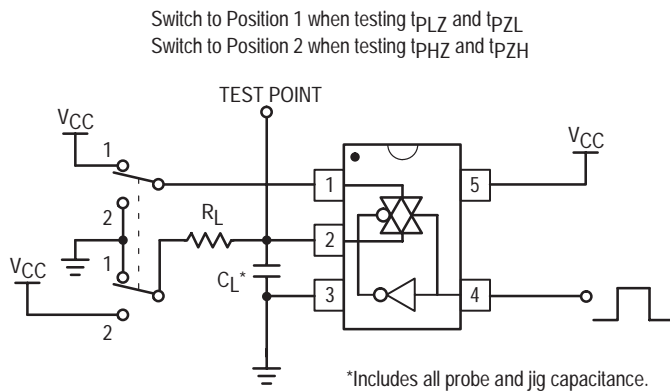 Switch to Position 1 when testing tPLZ and tPZL
Switch to Position 2 when testing tPHZ and tPZH
TEST POINT
VCC
VCC
1
1
5
RL
2
2
1
VCC
CL*
3
4
2
*Includes all probe and jig capacitance.